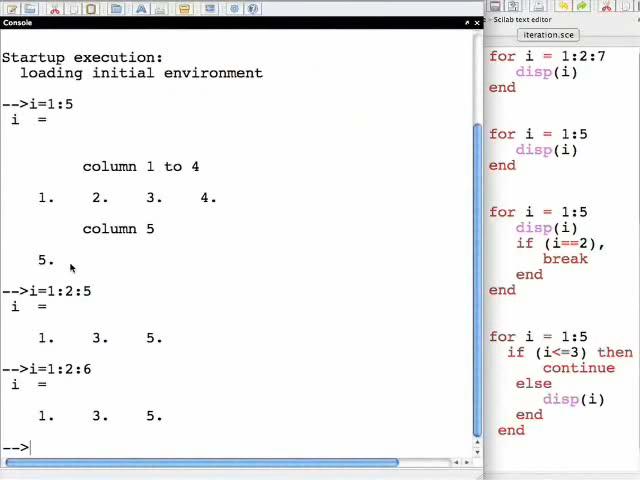 Console
Startup execution:
loading initial environment
-->i=1:5
i =
column 1 to 4
1. 2. 3. 4.
column 5
5.
-->i=1:2:5
i =
1. 3. 5.
-->i=1:2:6
i =
1. 3. 5.
-->
Scilab text editor
iteration.sce
for i = 1:2:7
disp(i)
end
for i = 1:5
disp(i)
end
for i = 1:5
disp(i)
if (i==2),
break
end
end
for i = 1:5
if (i<=3) then
continue
else
disp(i)
end
end